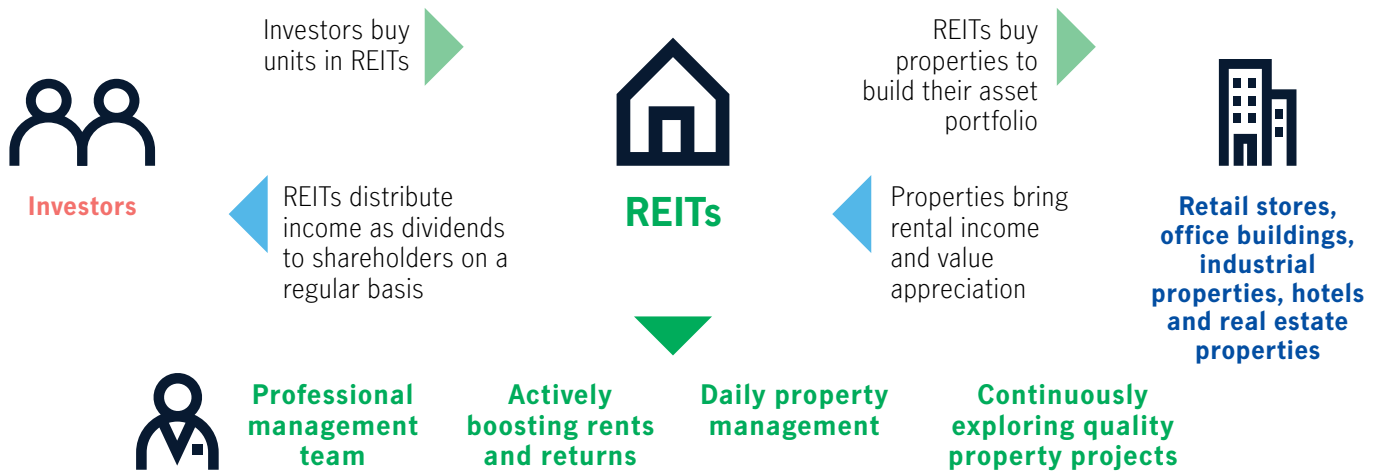 Investors buy
units in REITs
REITs buy
properties to
build their asset
portfolio
Investors
REITs distribute
income as dividends
to shareholders on a
regular basis
REITs
Properties bring
rental income
and value
appreciation
Retail stores,
office buildings,
industrial
properties, hotels
and real estate
properties
Professional
management
team
Actively
boosting rents
and returns
Daily property
management
Continuously
exploring quality
property projects